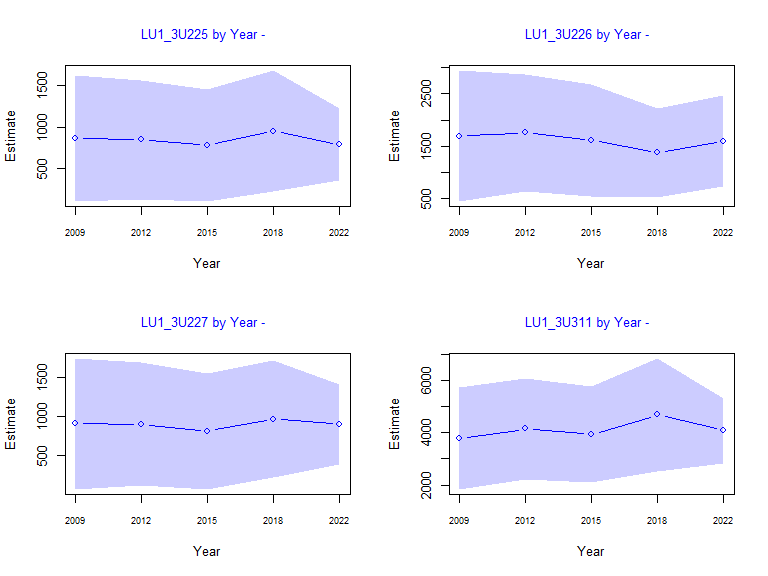 LU1_3U225 by Year -
Estimate
500 1000 1500
2009 2012 2015 2018 2022
Year
LU1_3U226 by Year -
Estimate
500 1500 2500
2009 2012 2015 2018 2022
Year
LU1_3U227 by Year -
Estimate
500 1000 1500
2009 2012 2015 2018 2022
Year
LU1_3U311 by Year -
Estimate
2000 4000 6000
2009 2012 2015 2018 2022
Year